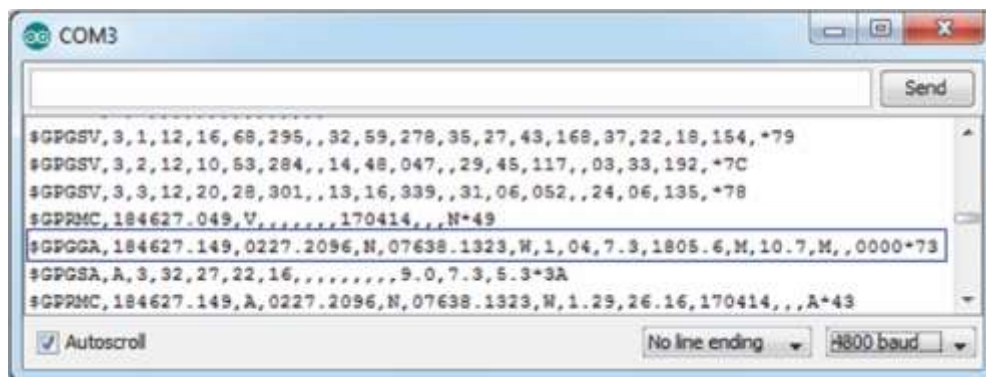 COM3
Send
$GPGSV,3,1,12,16,68,295,,32,59,278,35,27,43,168,37,22,18,154,*79
$GPGSV,3,2,12,10,53,284,,14,48,047,,29,45,117,,03,33,192,*7C
$GPGSV,3,3,12,20,28,301,,13,16,339,,31,06,052,,24,06,135,*78
$GPRMC,184627.049,V,,,,,,,170414,,,N*49
$GPGGA,184627.149,0227.2096,N,07638.1323,W,1,04,7.3,1805.6,M,10.7,M,,0000*73
$GPGSA,A,3,32,27,22,16,,,,,,,,,9.0,7.3,5.3*3A
$GPRMC,184627.149,A,0227.2096,N,07638.1323,W,1.29,26.16,170414,,,A*43
Autoscroll
No line ending
4800 baud